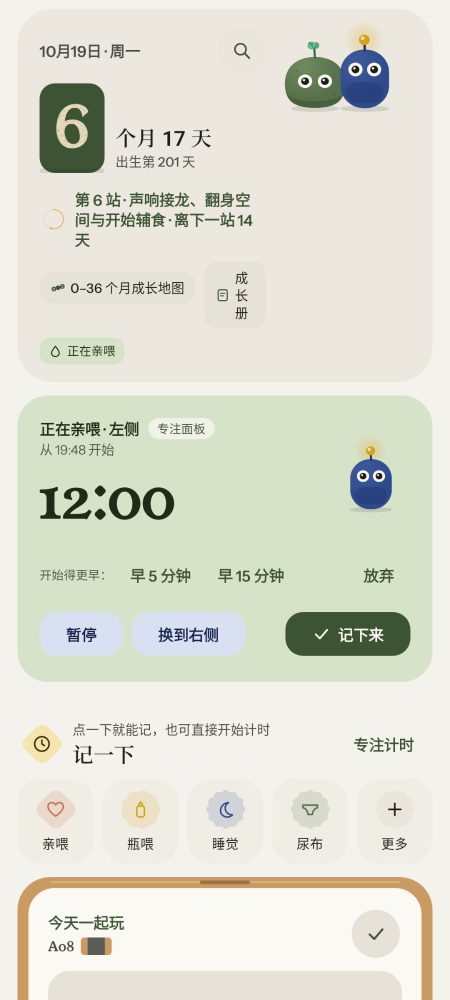 10月19日·周一
6
个月 17 天
出生第 201 天
第 6 站·声响接龙、翻身空
间与开始辅食·离下一站 14
天
0–36 个月成长地图
成
长
册
正在亲喂
正在亲喂·左侧
专注面板
从 19:48 开始
12:00
开始得更早：
早 5 分钟
早 15 分钟
放弃
暂停
换到右侧
记下来
点一下就能记，也可直接开始计时
记一下
专注计时
亲喂
瓶喂
睡觉
尿布
更多
今天一起玩
Ao8